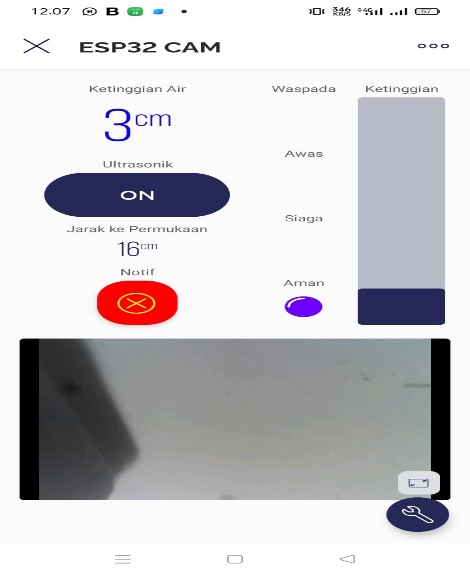 12.07
ESP32 CAM
Ketinggian Air
3cm
Ultrasonik
ON
Jarak ke Permukaan
16cm
Notif
Waspada
Awas
Siaga
Aman
Ketinggian